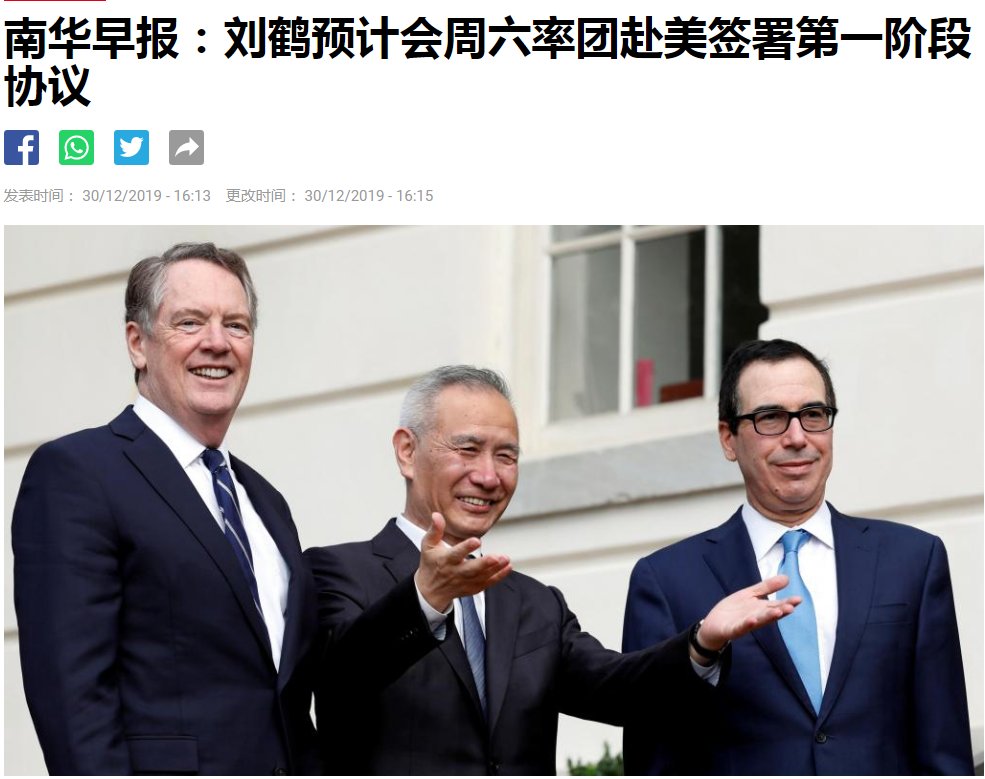 南华早报：刘鹤预计会周六率团赴美签署第一阶段
协议
发表时间： 30/12/2019 - 16:13 更改时间： 30/12/2019 - 16:15